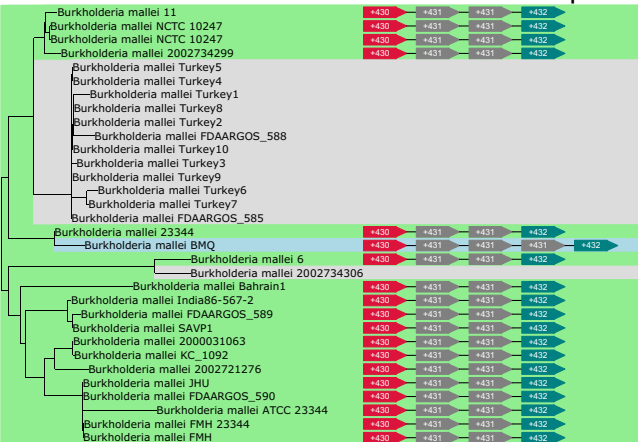 Burkholderia mallei 11 +430 +431 +431 +432
Burkholderia mallei NCTC 10247 +430 +431 +431 +432
Burkholderia mallei NCTC 10247 +430 +431 +431 +432
Burkholderia mallei 2002734299 +430 +431 +431 +432
Burkholderia mallei Turkey5
Burkholderia mallei Turkey4
Burkholderia mallei Turkey1
Burkholderia mallei Turkey8
Burkholderia mallei Turkey2
Burkholderia mallei FDAARGOS_588
Burkholderia mallei Turkey10
Burkholderia mallei Turkey3
Burkholderia mallei Turkey9
Burkholderia mallei Turkey6
Burkholderia mallei Turkey7
Burkholderia mallei FDAARGOS_585
Burkholderia mallei 23344 +430 +431 +431 +432
Burkholderia mallei BMQ +430 +431 +431 +431 +432
Burkholderia mallei 6 +430 +431 +431 +432
Burkholderia mallei 2002734306
Burkholderia mallei Bahrain1 +430 +431 +431 +432
Burkholderia mallei India86-567-2 +430 +431 +431 +432
Burkholderia mallei FDAARGOS_589 +430 +431 +431 +432
Burkholderia mallei SAVP1 +430 +431 +431 +432
Burkholderia mallei 2000031063 +430 +431 +431 +432
Burkholderia mallei KC_1092 +430 +431 +431 +432
Burkholderia mallei 2002721276 +430 +431 +431 +432
Burkholderia mallei JHU +430 +431 +431 +432
Burkholderia mallei FDAARGOS_590 +430 +431 +431 +432
Burkholderia mallei ATCC 23344 +430 +431 +431 +432
Burkholderia mallei FMH 23344 +430 +431 +431 +432
Burkholderia mallei FMH +430 +431 +431 +432